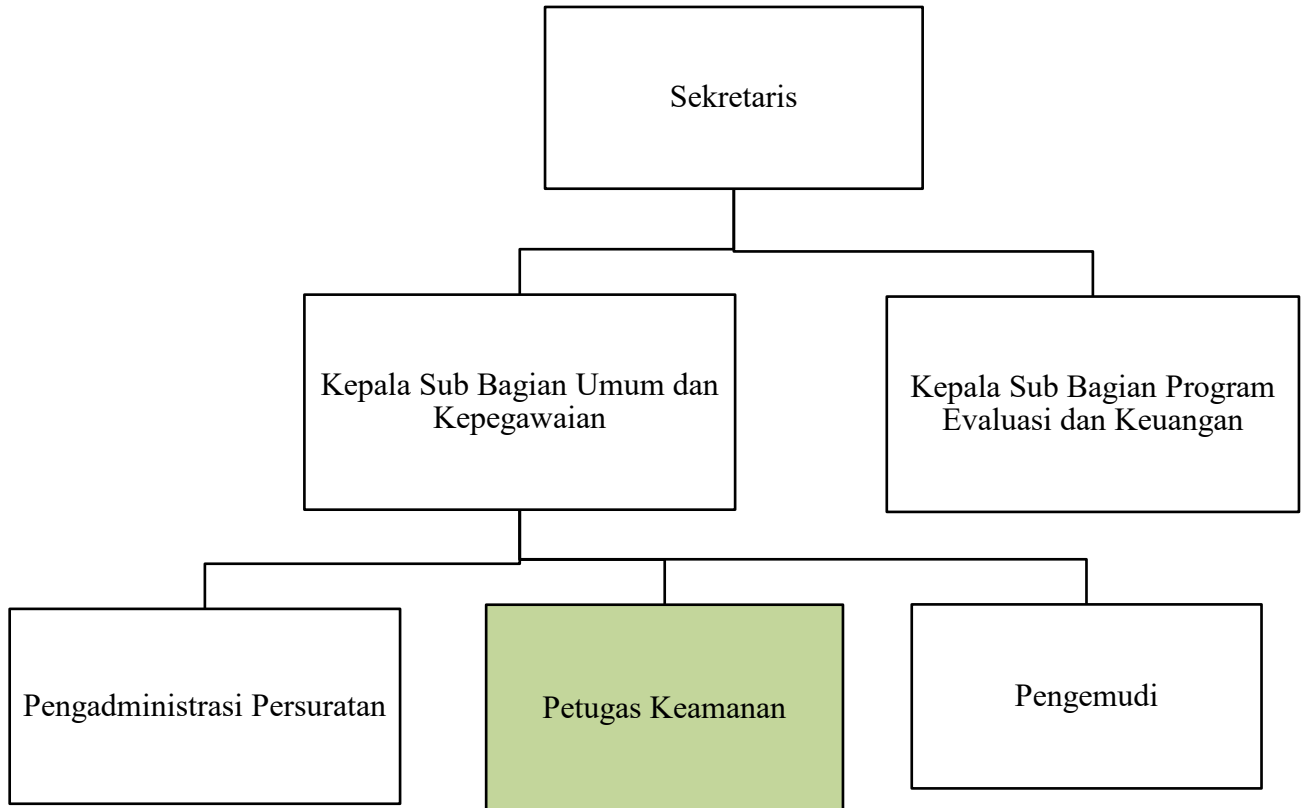 Sekretaris
Kepala Sub Bagian Umum dan
Kepegawaian
Kepala Sub Bagian Program
Evaluasi dan Keuangan
Pengadministrasi Persuratan
Petugas Keamanan
Pengemudi